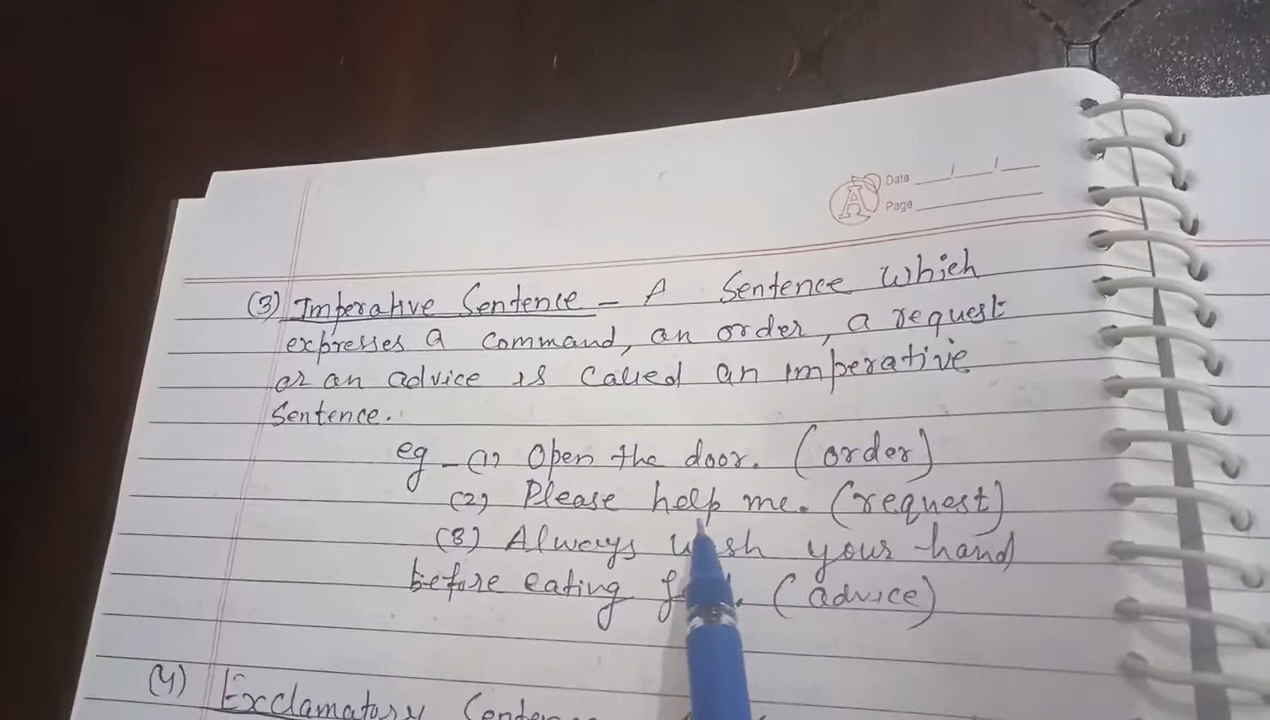 Date
Page
(3) Imperative Sentence - A Sentence which
expresses a command, an order, a request
or an advice is called an imperative
Sentence.
eg - (1) Open the door. (order)
(2) Please help me. (request)
(3) Always your hand
before eating (advice)
(4) Exclamatory